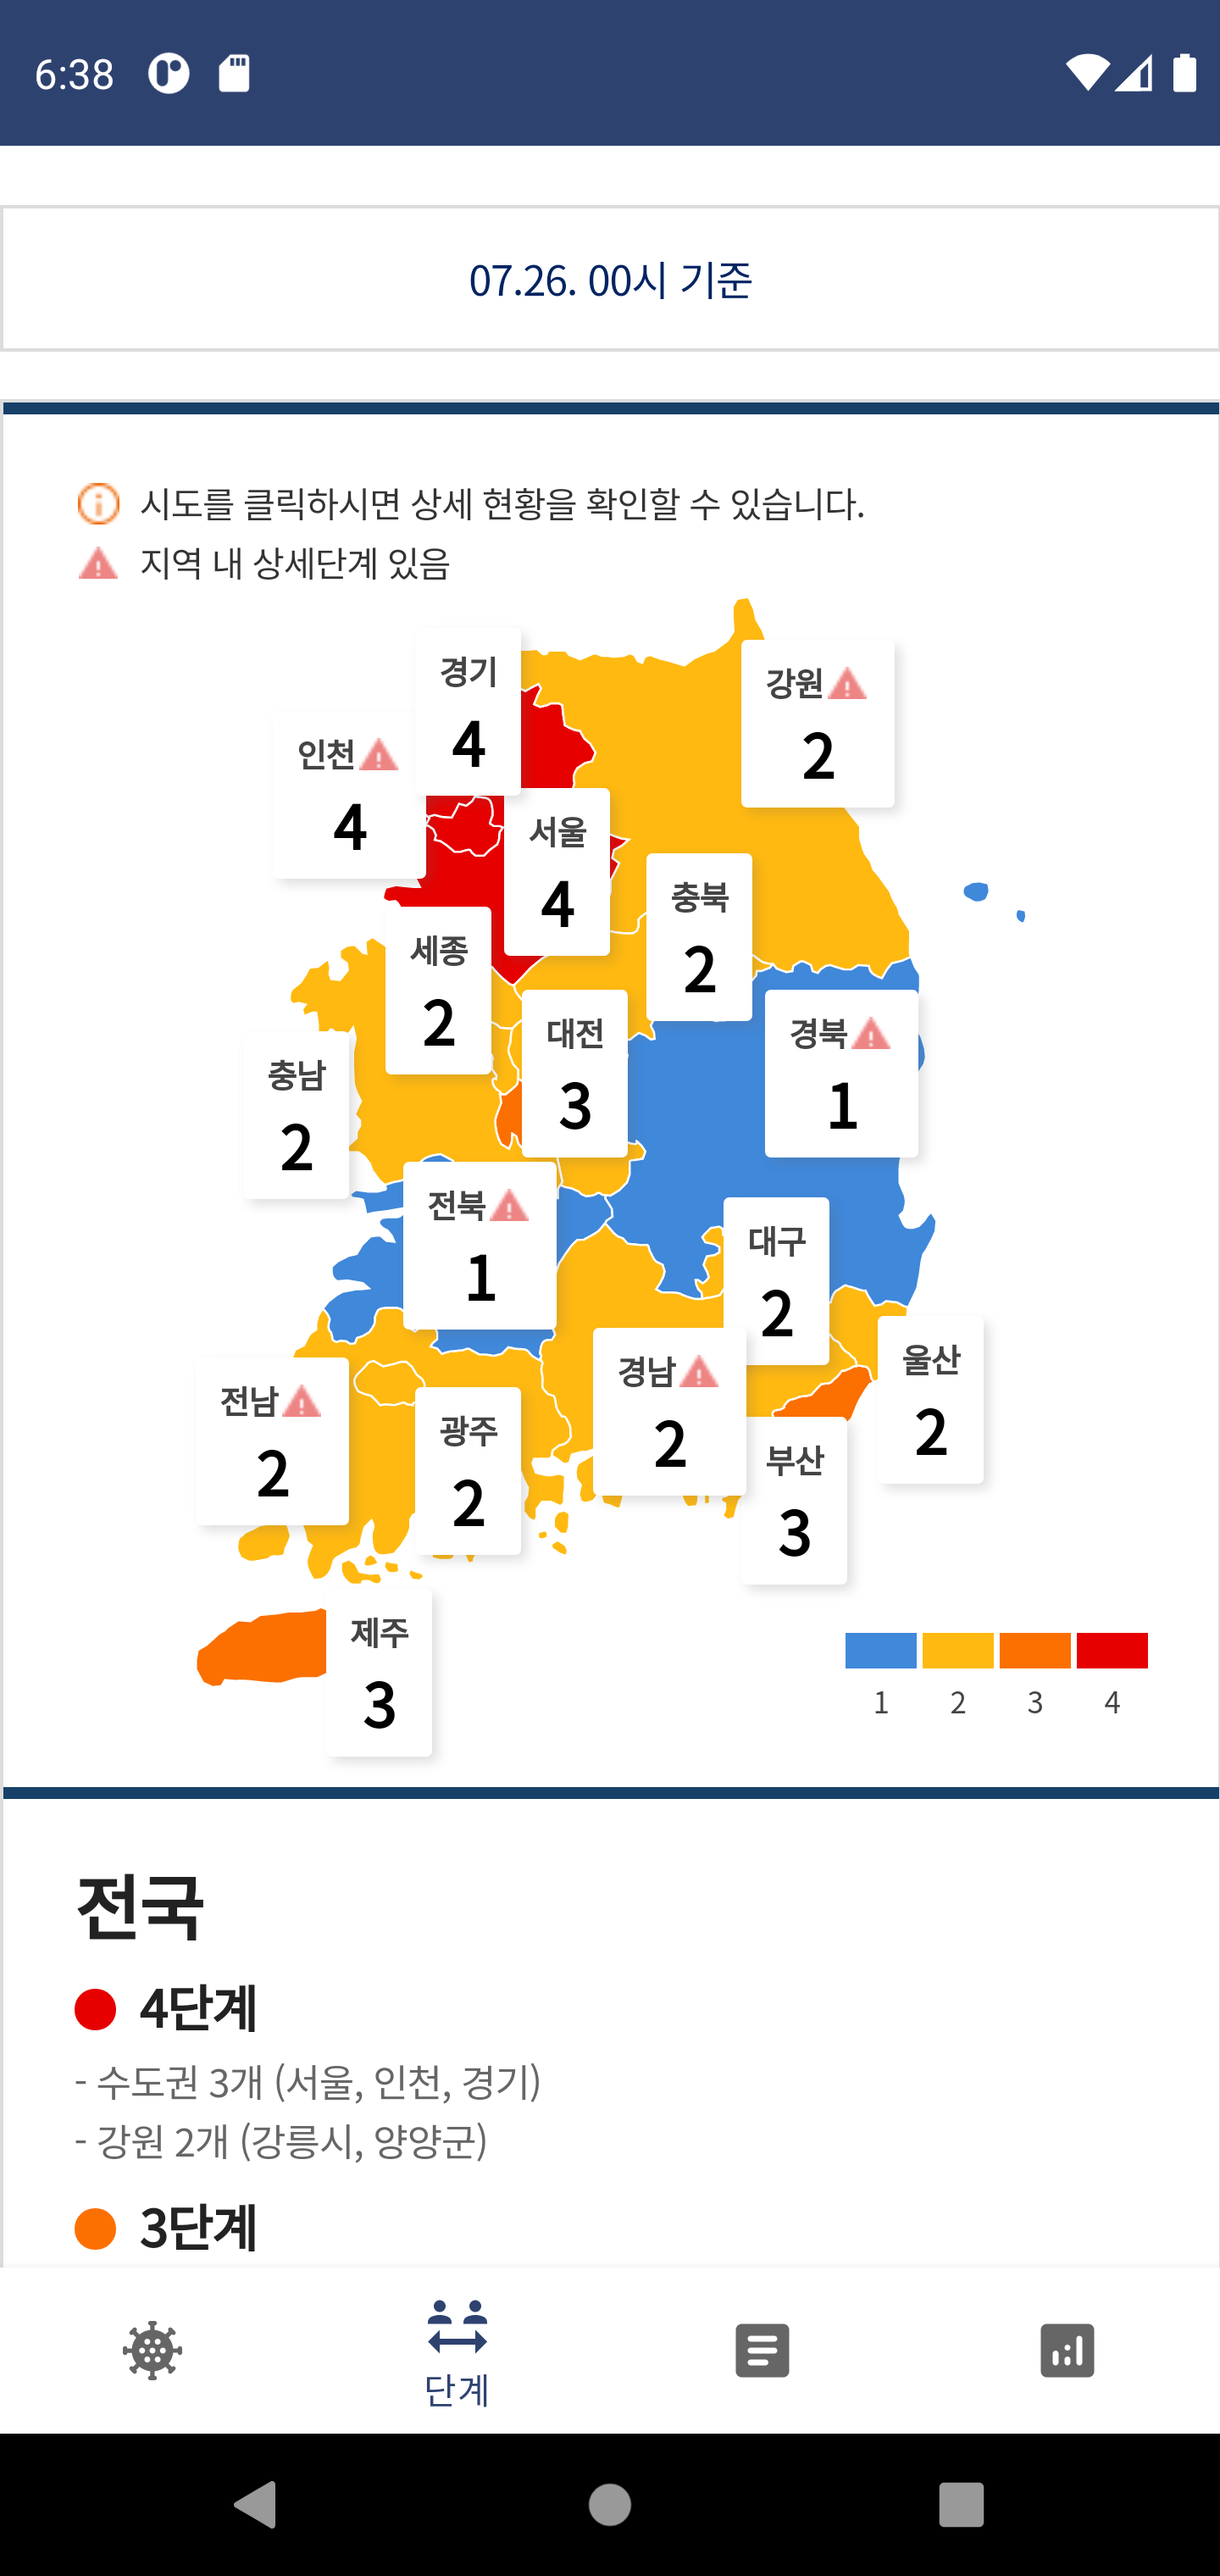 6:38
07.26. 00시 기준
시도를 클릭하시면 상세 현황을 확인할 수 있습니다.
지역 내 상세단계 있음
경기
4
강원
2
인천
4
서울
4
충북
2
세종
2
대전
3
경북
1
충남
2
전북
1
대구
2
울산
2
경남
2
전남
2
광주
2
부산
3
제주
3
1 2 3 4
전국
4단계
- 수도권 3개 (서울, 인천, 경기)
- 강원 2개 (강릉시, 양양군)
3단계
단계